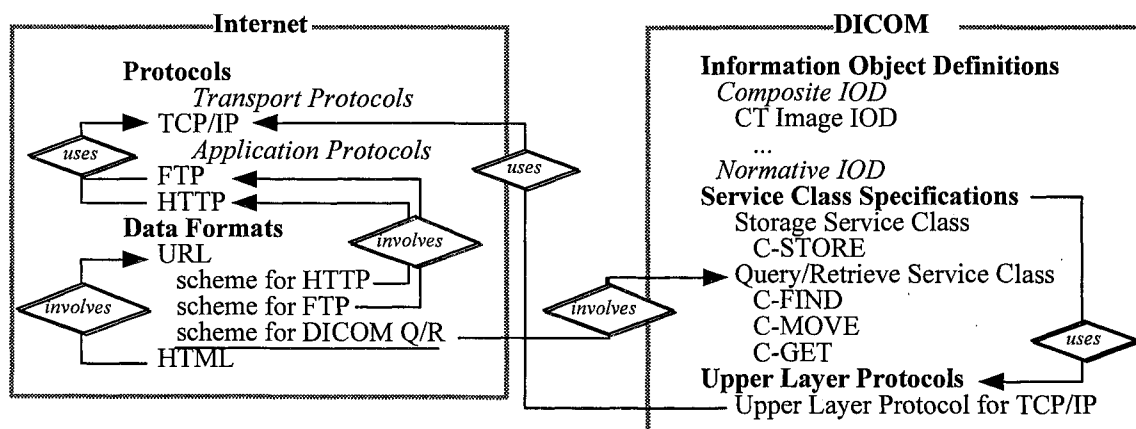 Internet
Protocols
Transport Protocols
TCP/IP
uses
Application Protocols
FTP
HTTP
involves
Data Formats
URL
scheme for HTTP
involves
scheme for FTP
scheme for DICOM Q/R
HTML
uses
involves
DICOM
Information Object Definitions
Composite IOD
CT Image IOD
...
Normative IOD
Service Class Specifications
Storage Service Class
C-STORE
Query/Retrieve Service Class
C-FIND
C-MOVE
C-GET
uses
Upper Layer Protocols
Upper Layer Protocol for TCP/IP